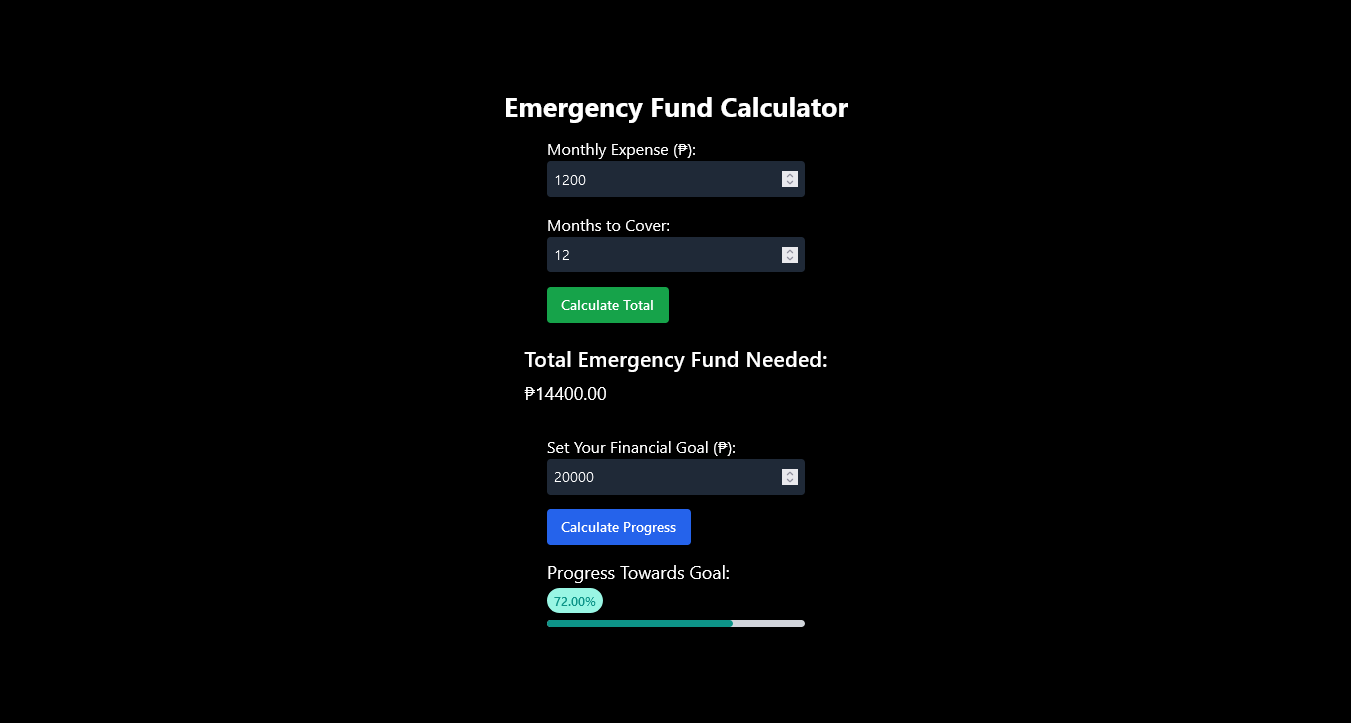 Emergency Fund Calculator
Monthly Expense (₱):
1200
Months to Cover:
12
Calculate Total
Total Emergency Fund Needed:
₱14400.00
Set Your Financial Goal (₱):
20000
Calculate Progress
Progress Towards Goal:
72.00%